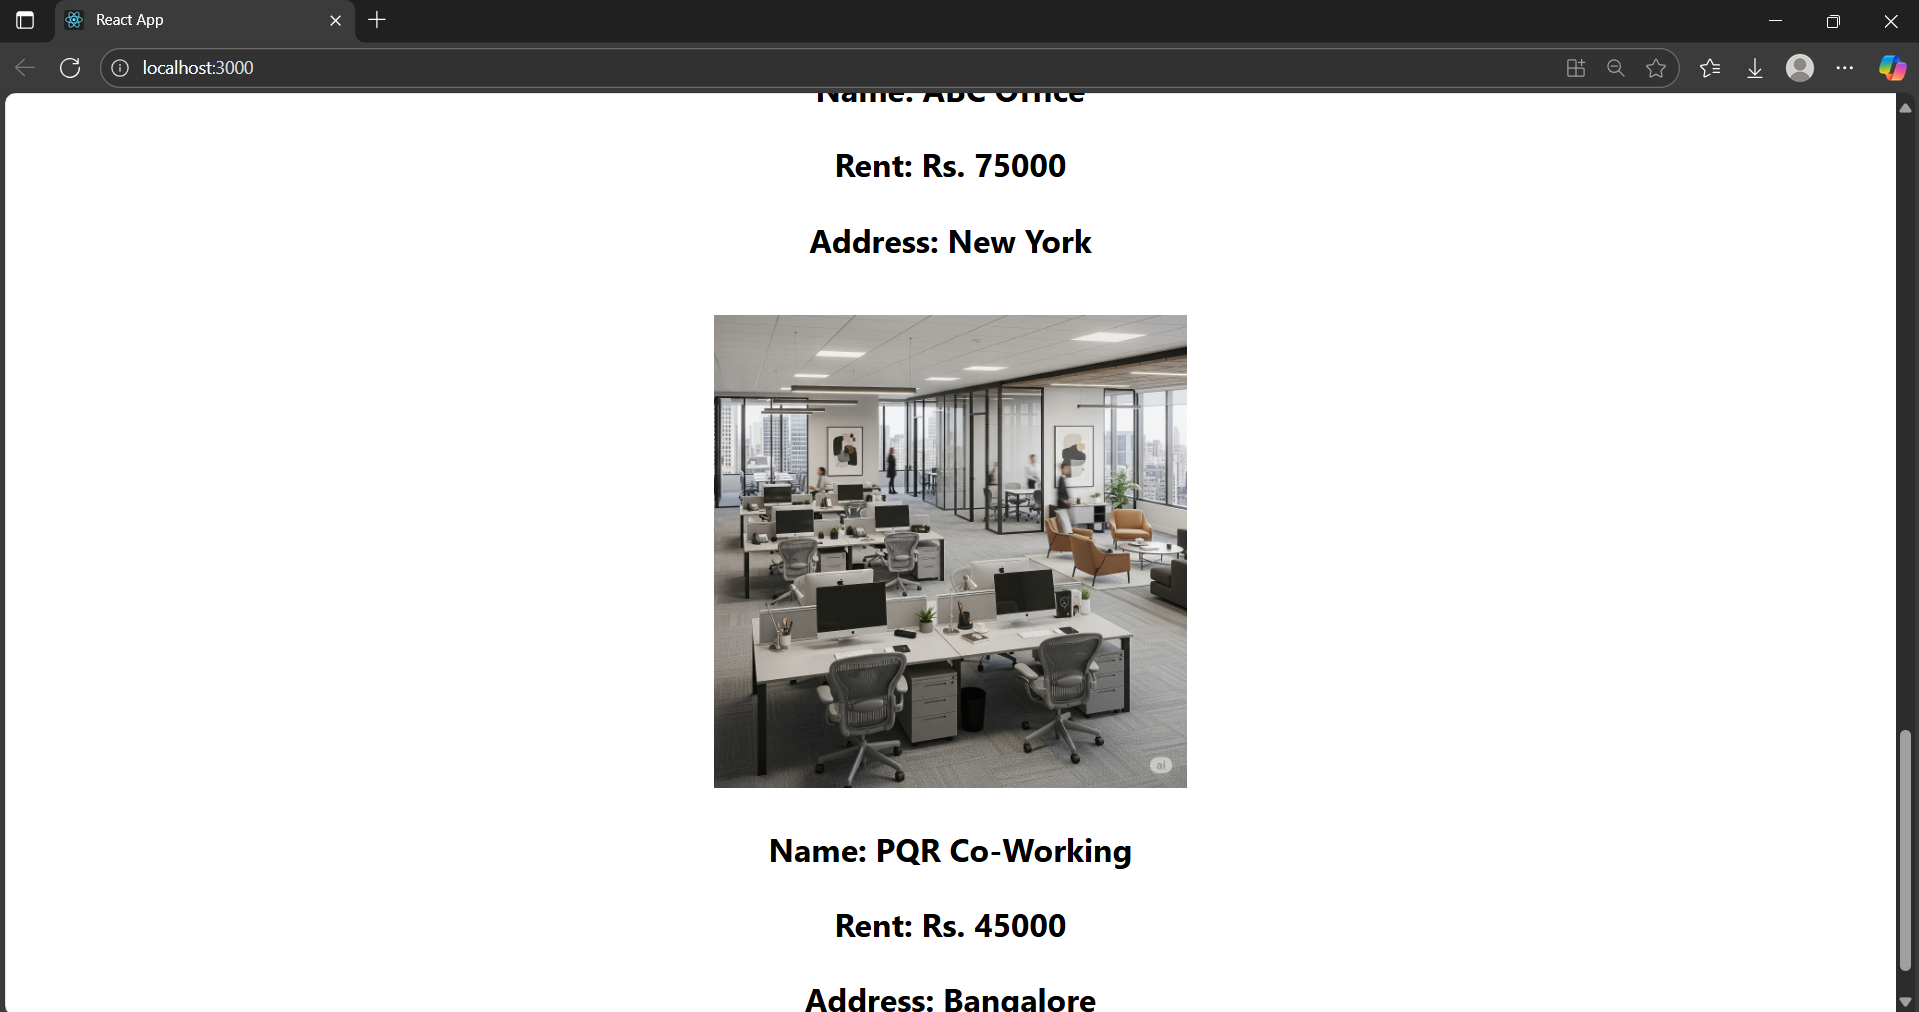 React App
localhost:3000
Name: ABC Office
Rent: Rs. 75000
Address: New York
ai
Name: PQR Co-Working
Rent: Rs. 45000
Address: Bangalore